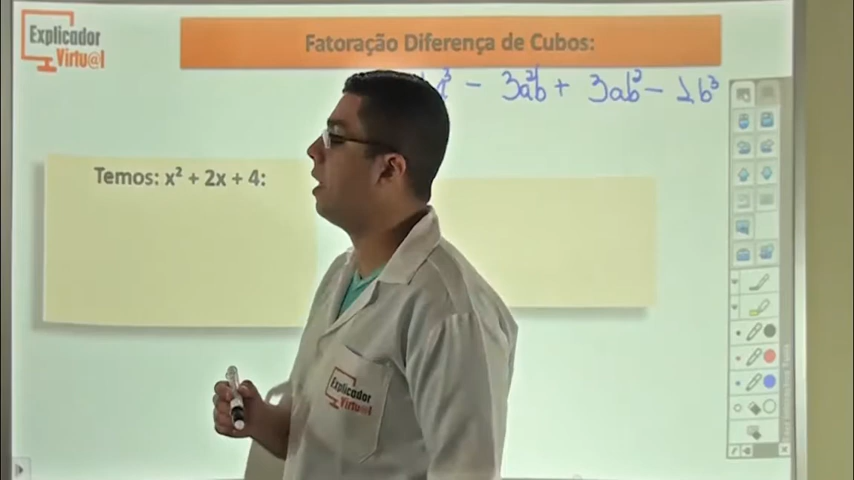 Explicador
Virtu@l
Fatoração Diferença de Cubos:
- 3a²b + 3ab² - 1b³
Temos: x² + 2x + 4:
Explicador
Virtu@l